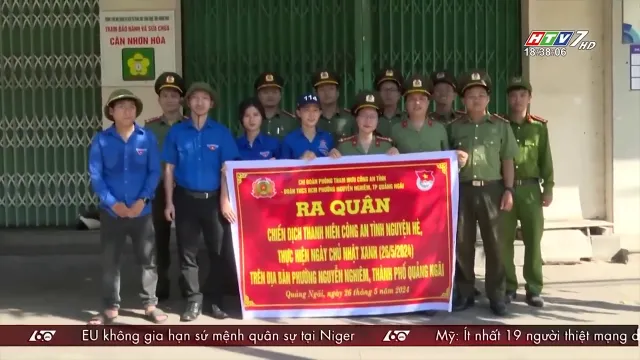 TRẠM BẢO HÀNH VÀ SỬA CHỮA
CÂN NHƠN HÒA
HTV7 HD
18:38:06
CHI ĐOÀN PHÒNG THAM MƯU CÔNG AN TỈNH
ĐOÀN TNCS HCM PHƯỜNG NGUYỄN NGHIÊM, TP QUẢNG NGÃI
RA QUÂN
CHIẾN DỊCH THANH NIÊN CÔNG AN TÌNH NGUYỆN HÈ,
THỰC HIỆN NGÀY CHỦ NHẬT XANH (26/5/2024)
TRÊN ĐỊA BÀN PHƯỜNG NGUYỄN NGHIÊM, THÀNH PHỐ QUẢNG NGÃI
Quảng Ngãi, ngày 26 tháng 5 năm 2024
60 EU không gia hạn sứ mệnh quân sự tại Niger 60 Mỹ: Ít nhất 19 người thiệt mạng d